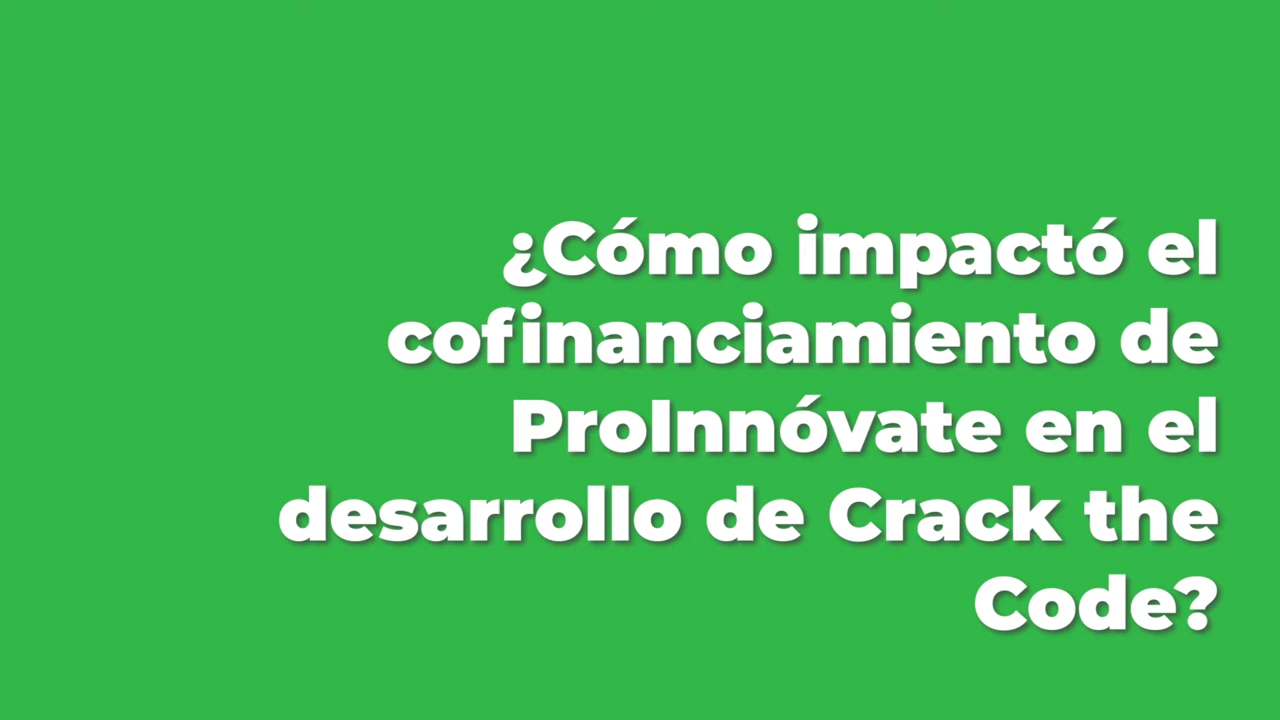 ¿Cómo impactó el
cofinanciamiento de
ProInnóvate en el
desarrollo de Crack the
Code?